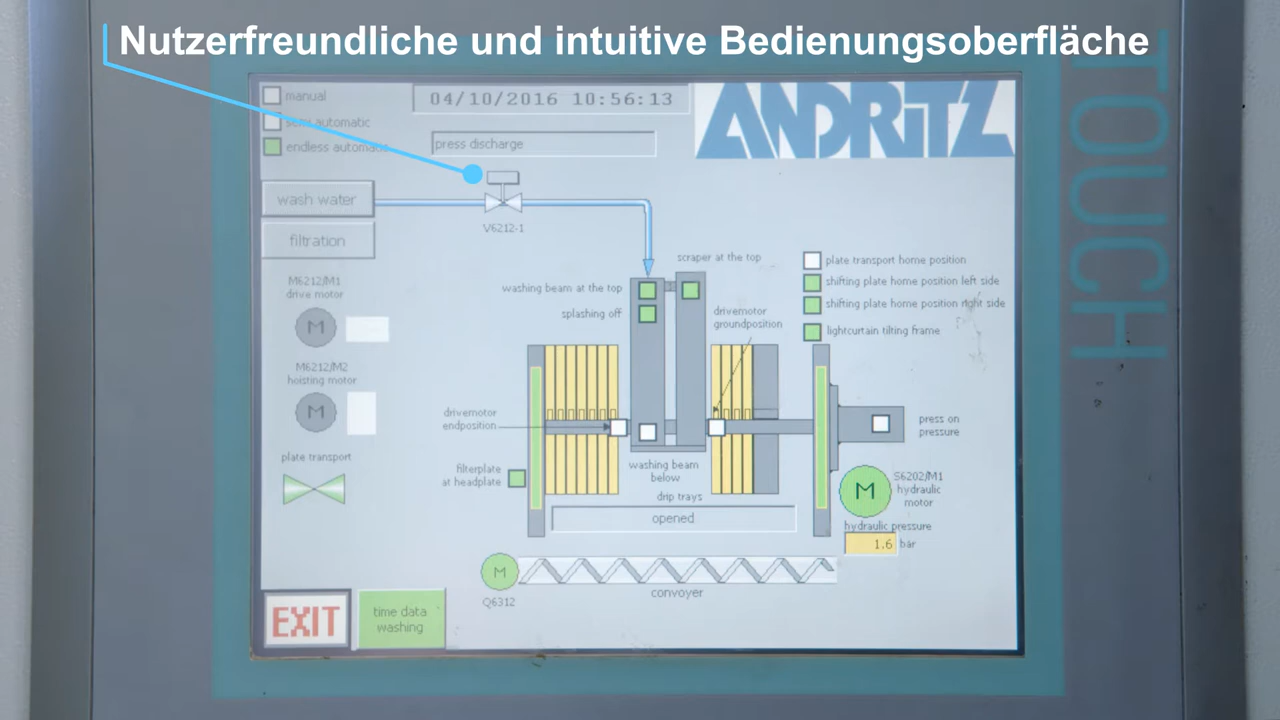 Nutzerfreundliche und intuitive Bedienungsoberfläche
manual
04/10/2016 10:56:13
ANDRITZ
semi automatic
endless automatic
press discharge
TOUCH
wash water
V6212-1
filtration
scraper at the top
plate transport home position
M6212/M1
drive motor
washing beam at the top
shifting plate home position left side
shifting plate home position right side
splashing off
drivemotor
groundposition
lightcurtain tilting frame
M
M6212/M2
hoisting motor
M
drivemotor
endposition
press on
pressure
plate transport
filterplate
at headplate
washing beam
below
M
S6202/M1
hydraulic
motor
drip trays
opened
hydraulic pressure
1.6 bar
M
Q6312
convoyer
EXIT
time data
washing